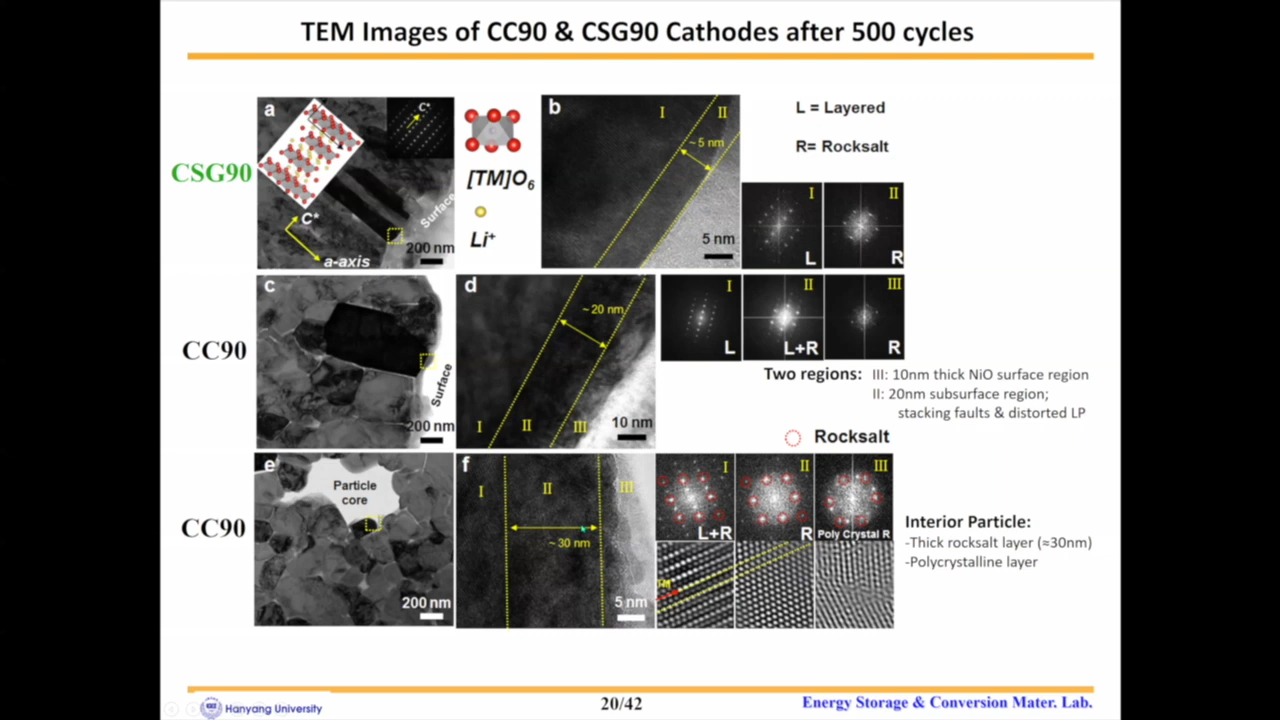 TEM Images of CC90 & CSG90 Cathodes after 500 cycles
CSG90
a
C*
Surface
C*
a-axis
200 nm
[TM]O6
Li+
b
I
II
~ 5 nm
5 nm
L = Layered
R= Rocksalt
I
L
II
R
CC90
c
Surface
200 nm
d
~ 20 nm
I
II
III
10 nm
I
L
II
L+R
III
R
Two regions: III: 10nm thick NiO surface region
II: 20nm subsurface region;
stacking faults & distorted LP
Rocksalt
CC90
e
Particle
core
200 nm
f
I
II
III
~ 30 nm
5 nm
I
L+R
II
R
III
Poly Crystal R
Interior Particle:
-Thick rocksalt layer (≈30nm)
-Polycrystalline layer
Hanyang University
20/42
Energy Storage & Conversion Mater. Lab.